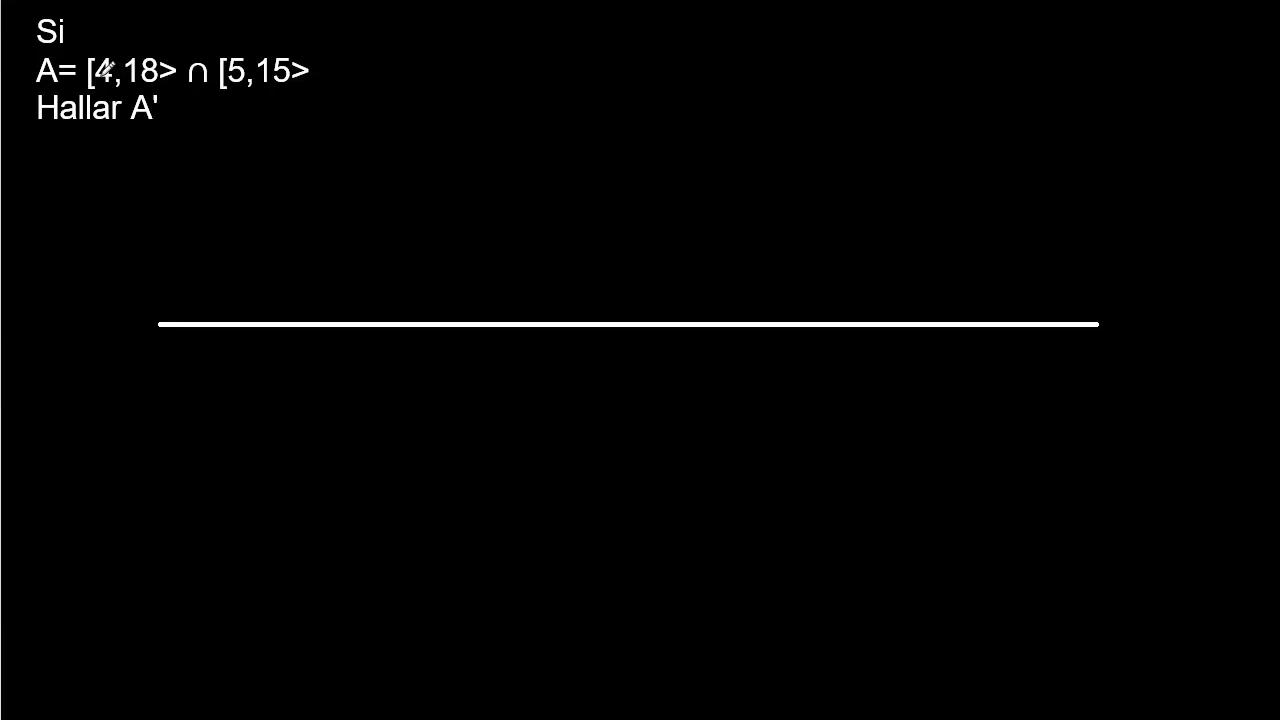 Si
A= [4,18> ∩ [5,15>
Hallar A'